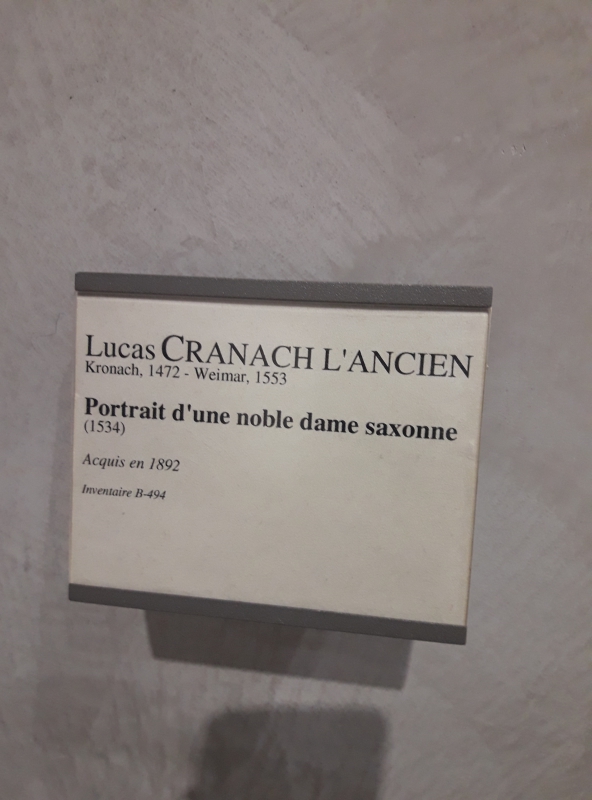 Lucas CRANACH L'ANCIEN
Kronach, 1472 - Weimar, 1553
Portrait d'une noble dame saxonne
(1534)
Acquis en 1892
Inventaire B-494